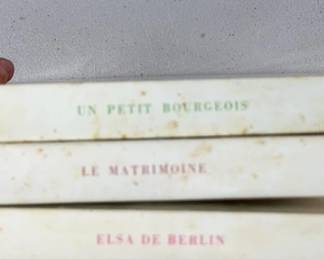 UN PETIT BOURGEOIS
LE MATRIMOINE
ELSA DE BERLIN